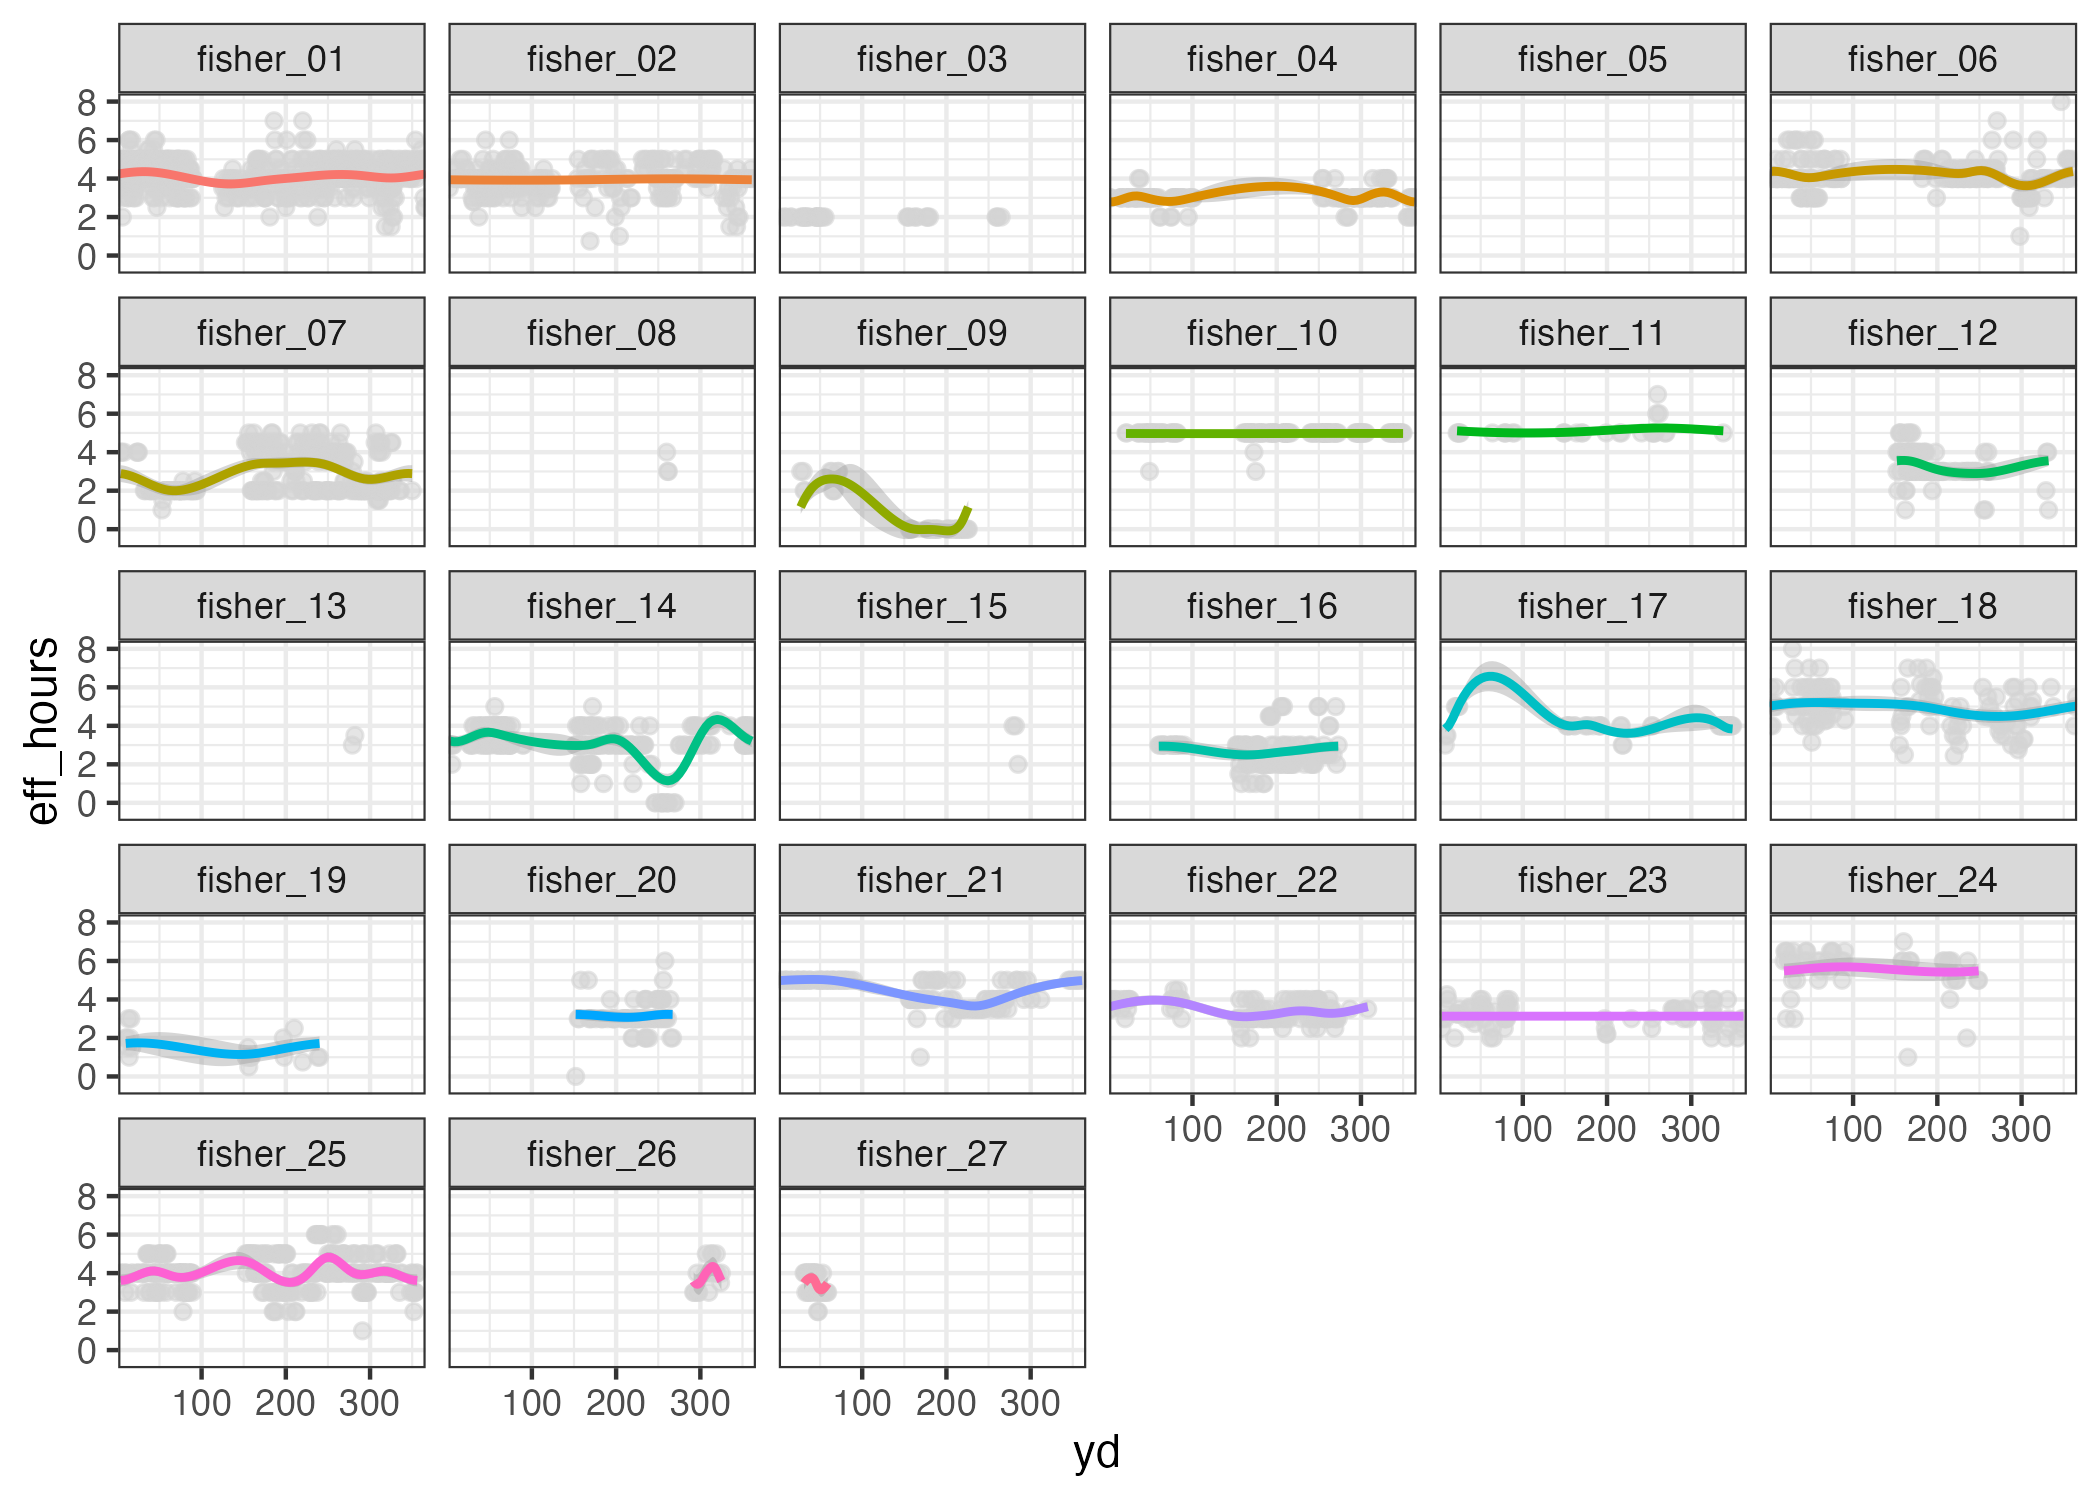 fisher_01 fisher_02 fisher_03 fisher_04 fisher_05 fisher_06
8
6
4
2
0
fisher_07 fisher_08 fisher_09 fisher_10 fisher_11 fisher_12
8
6
4
2
0
fisher_13 fisher_14 fisher_15 fisher_16 fisher_17 fisher_18
8
6
4
2
0
eff_hours
fisher_19 fisher_20 fisher_21 fisher_22 fisher_23 fisher_24
8
6
4
2
0
100 200 300 100 200 300 100 200 300
fisher_25 fisher_26 fisher_27
8
6
4
2
0
100 200 300 100 200 300 100 200 300
yd